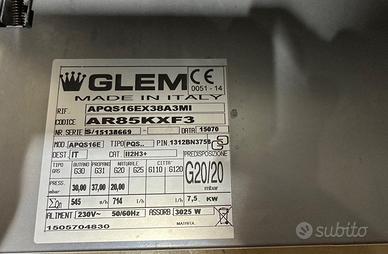 GLEM CE
0051 - 14
MADE IN ITALY
RIF. APQS16EX38A3MI
CODICE AR85KXF3
NR SERIE S/15138669 DATA 15070
MOD APQS16E TIPO PQS.. PIN 1312BN3758
DEST. IT CAT. II2H3+
TIPO GAS BUTANO G30 PROPANO G31 NATURALE G20 G25 CITTA' G110 G120
PREDISPOSIZIONE
G20/20
mbar
PRESS. mbar 30,00 37,00 20,00
ΣQn 545 g/h 714 l/h 7,5 KW
ALIMENT 230V~ 50/60Hz ASSORB 3025 W
1505704830
subito